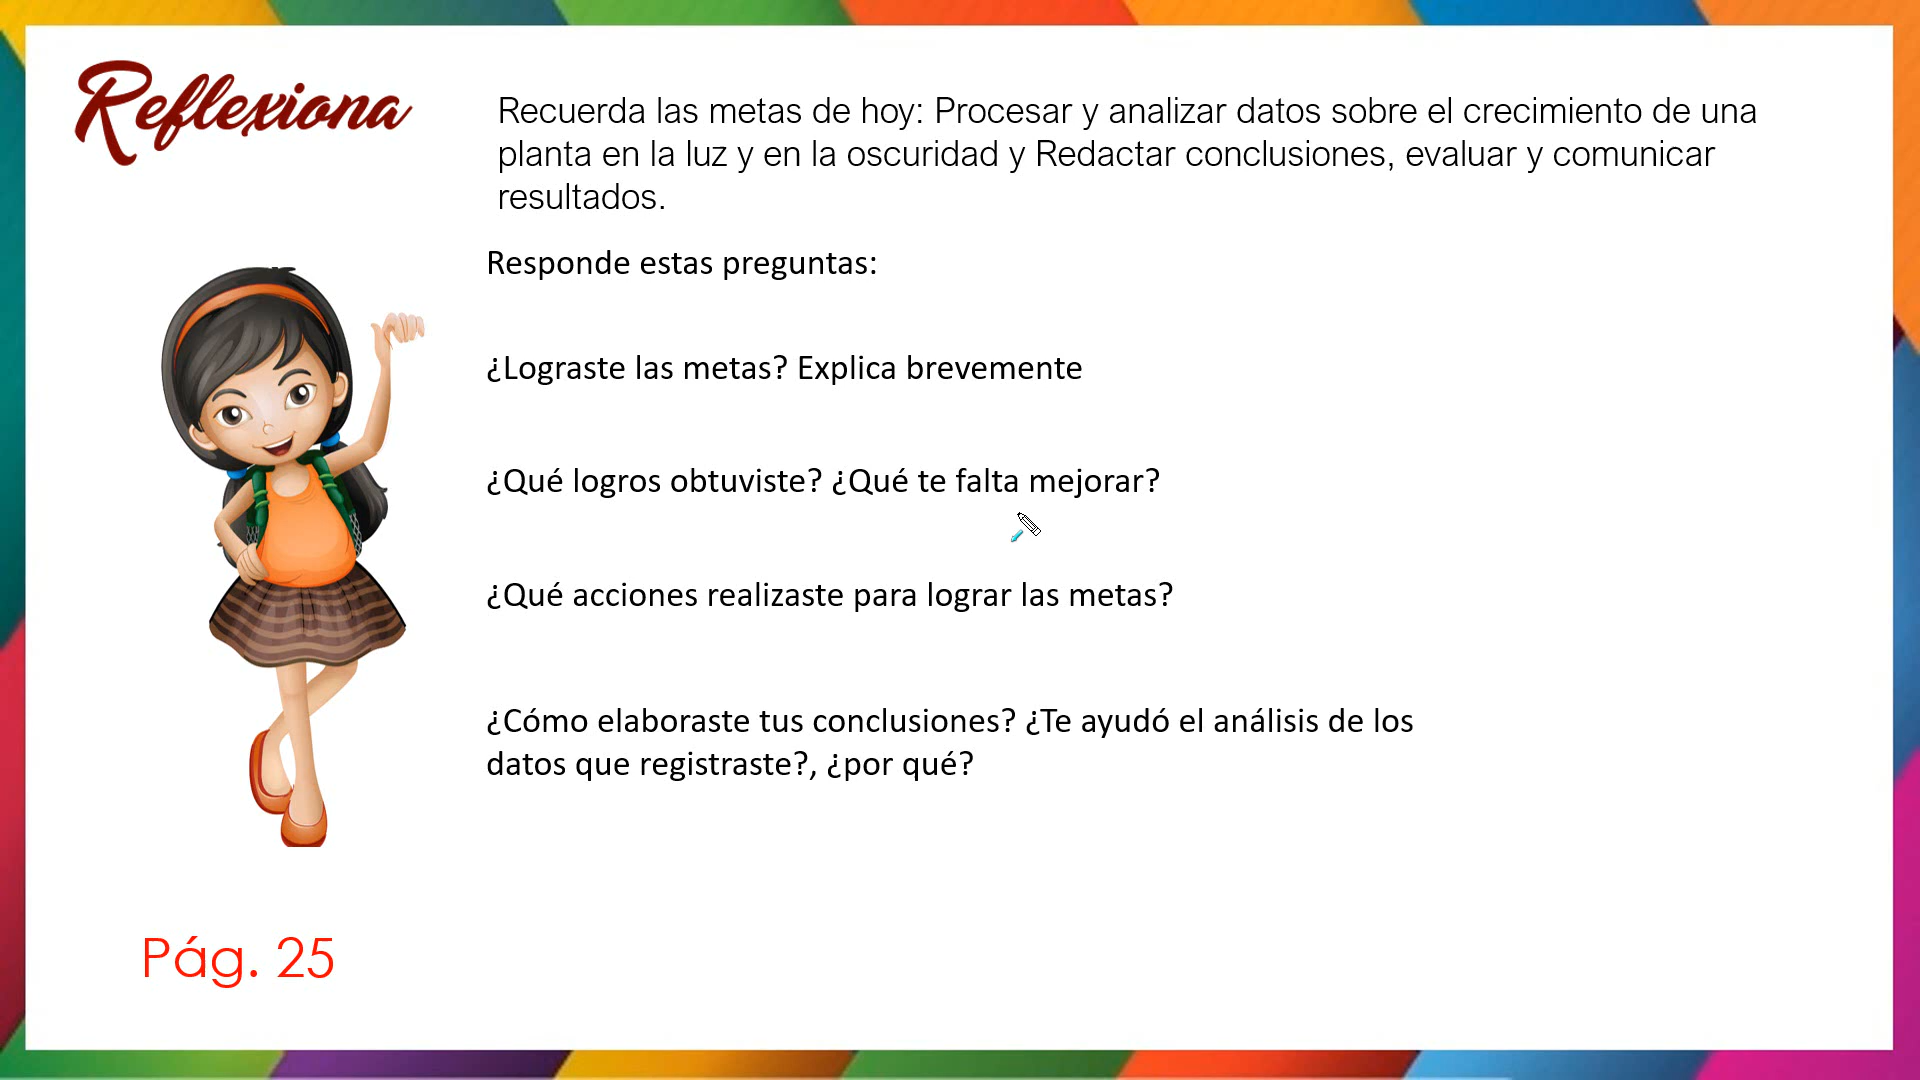 Reflexiona
Recuerda las metas de hoy: Procesar y analizar datos sobre el crecimiento de una
planta en la luz y en la oscuridad y Redactar conclusiones, evaluar y comunicar
resultados.
Responde estas preguntas:
¿Lograste las metas? Explica brevemente
¿Qué logros obtuviste? ¿Qué te falta mejorar?
¿Qué acciones realizaste para lograr las metas?
¿Cómo elaboraste tus conclusiones? ¿Te ayudó el análisis de los
datos que registraste?, ¿por qué?
Pág. 25